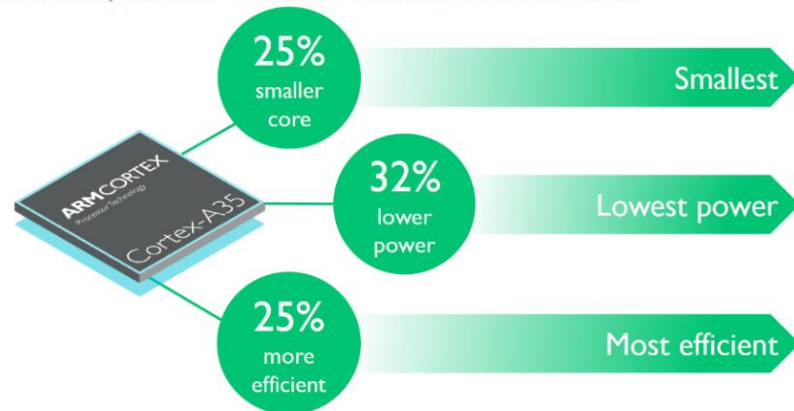 25%
smaller
core
Smallest
ARMCORTEX
Processor Technology
Cortex-A35
32%
lower
power
Lowest power
25%
more
efficient
Most efficient